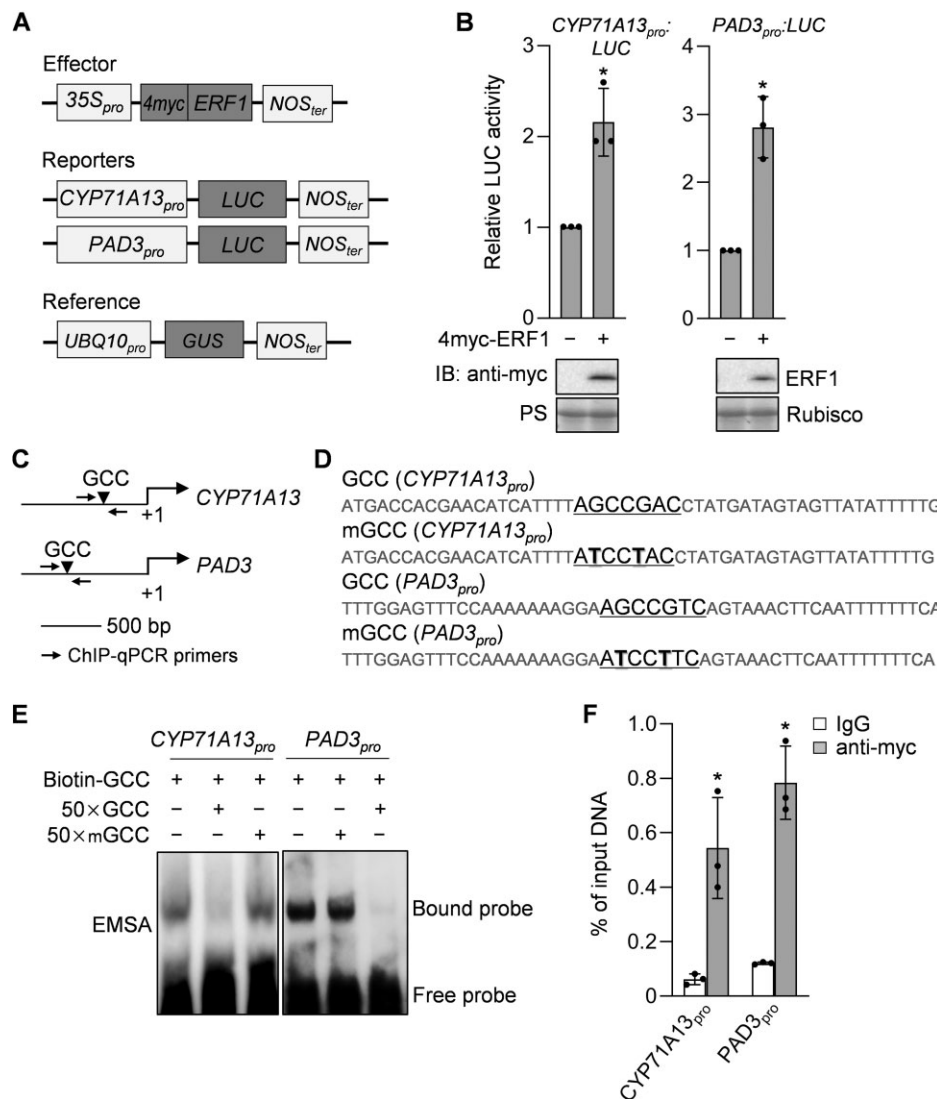 A
Effector
35Spro 4myc ERF1 NOSter
Reporters
CYP71A13pro LUC NOSter
PAD3pro LUC NOSter
Reference
UBQ10pro GUS NOSter
B
CYP71A13pro:
LUC
PAD3pro:LUC
Relative LUC activity
3
2
1
0
*
4
3
2
1
0
*
4myc-ERF1 – + – +
IB: anti-myc ERF1
PS Rubisco
C
GCC
CYP71A13
+1
GCC
PAD3
+1
500 bp
ChIP-qPCR primers
D
GCC (CYP71A13pro)
ATGACCACGAACATCATTTTAGCCGACCTATGATAGTAGTTATATTTTTG
mGCC (CYP71A13pro)
ATGACCACGAACATCATTTTATCCTACCTATGATAGTAGTTATATTTTTG
GCC (PAD3pro)
TTTGGAGTTTCCAAAAAAAGGAAGCCGTCAGTAAACTTCAATTTTTTTCA
mGCC (PAD3pro)
TTTGGAGTTTCCAAAAAAAGGAATCCTTCAGTAAACTTCAATTTTTTTCA
E
CYP71A13pro PAD3pro
Biotin-GCC + + + + + +
50×GCC – + – – – +
50×mGCC – – + – + –
EMSA
Bound probe
Free probe
F
% of input DNA
1.0
0.8
0.6
0.4
0.2
0
*
*
IgG
anti-myc
CYP71A13pro
PAD3pro